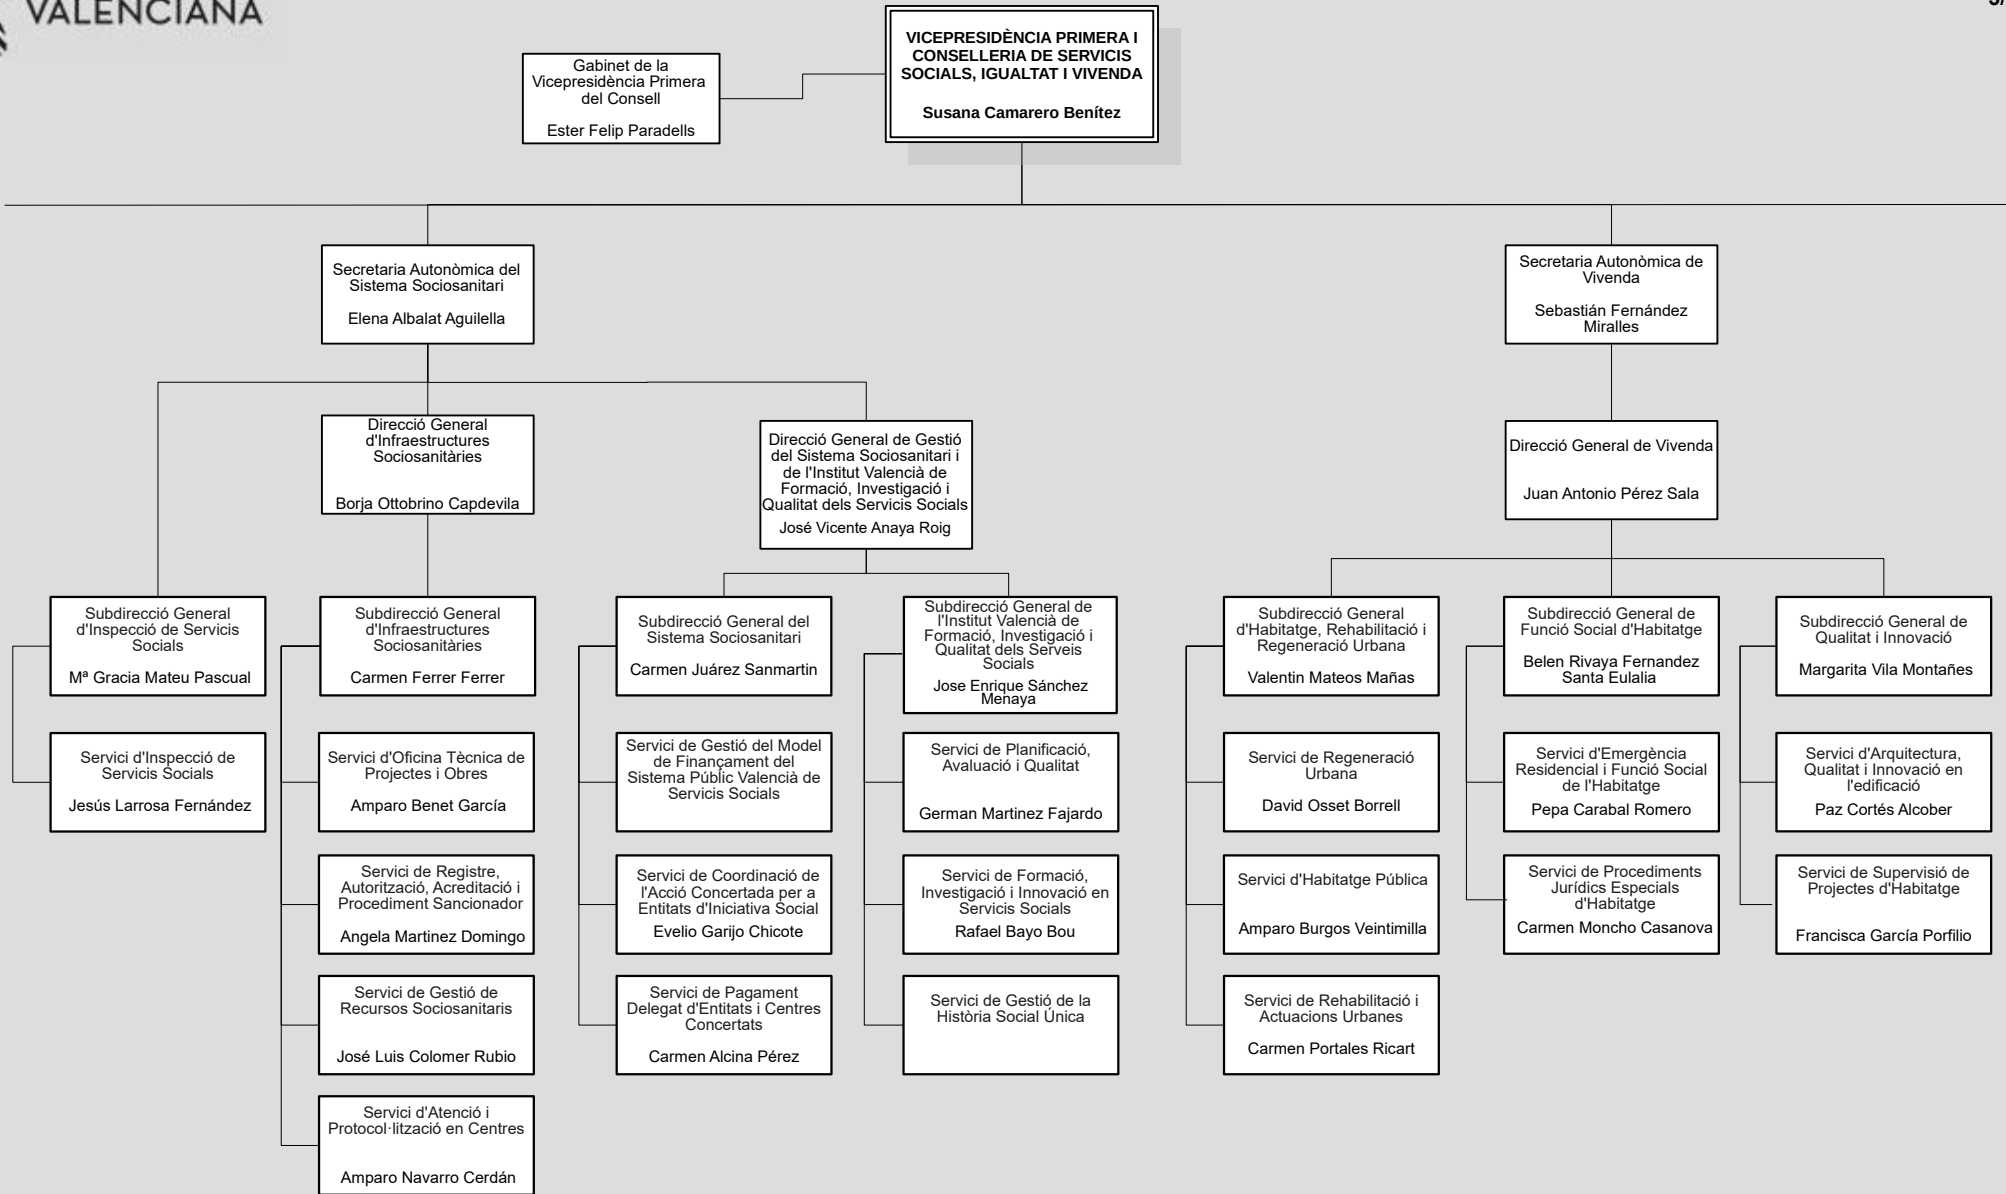 VALENCIANA
VICEPRESIDÈNCIA PRIMERA I
CONSELLERIA DE SERVICIS
SOCIALS, IGUALTAT I VIVENDA
Susana Camarero Benítez
Gabinet de la
Vicepresidència Primera
del Consell
Ester Felip Paradells
Secretaria Autonòmica del
Sistema Sociosanitari
Elena Albalat Aguilella
Secretaria Autonòmica de
Vivenda
Sebastián Fernández
Miralles
Direcció General
d'Infraestructures
Sociosanitàries
Borja Ottobrino Capdevila
Direcció General de Gestió
del Sistema Sociosanitari i
de l'Institut Valencià de
Formació, Investigació i
Qualitat dels Servicis Socials
José Vicente Anaya Roig
Direcció General de Vivenda
Juan Antonio Pérez Sala
Subdirecció General
d'Inspecció de Servicis
Socials
Mª Gracia Mateu Pascual
Subdirecció General
d'Infraestructures
Sociosanitàries
Carmen Ferrer Ferrer
Subdirecció General del
Sistema Sociosanitari
Carmen Juárez Sanmartin
Subdirecció General de
l'Institut Valencià de
Formació, Investigació i
Qualitat dels Serveis
Socials
Jose Enrique Sánchez
Menaya
Subdirecció General
d'Habitatge, Rehabilitació i
Regeneració Urbana
Valentin Mateos Mañas
Subdirecció General de
Funció Social d'Habitatge
Belen Rivaya Fernandez
Santa Eulalia
Subdirecció General de
Qualitat i Innovació
Margarita Vila Montañes
Servici d'Inspecció de
Servicis Socials
Jesús Larrosa Fernández
Servici d'Oficina Tècnica de
Projectes i Obres
Amparo Benet García
Servici de Gestió del Model
de Finançament del
Sistema Públic Valencià de
Servicis Socials
Servici de Planificació,
Avaluació i Qualitat
German Martinez Fajardo
Servici de Regeneració
Urbana
David Osset Borrell
Servici d'Emergència
Residencial i Funció Social
de l'Habitatge
Pepa Carabal Romero
Servici d'Arquitectura,
Qualitat i Innovació en
l'edificació
Paz Cortés Alcober
Servici de Registre,
Autorització, Acreditació i
Procediment Sancionador
Angela Martinez Domingo
Servici de Coordinació de
l'Acció Concertada per a
Entitats d'Iniciativa Social
Evelio Garijo Chicote
Servici de Formació,
Investigació i Innovació en
Servicis Socials
Rafael Bayo Bou
Servici d'Habitatge Pública
Amparo Burgos Veintimilla
Servici de Procediments
Jurídics Especials
d'Habitatge
Carmen Moncho Casanova
Servici de Supervisió de
Projectes d'Habitatge
Francisca García Porfilio
Servici de Gestió de
Recursos Sociosanitaris
José Luis Colomer Rubio
Servici de Pagament
Delegat d'Entitats i Centres
Concertats
Carmen Alcina Pérez
Servici de Gestió de la
Història Social Única
Servici de Rehabilitació i
Actuacions Urbanes
Carmen Portales Ricart
Servici d'Atenció i
Protocol·lització en Centres
Amparo Navarro Cerdán